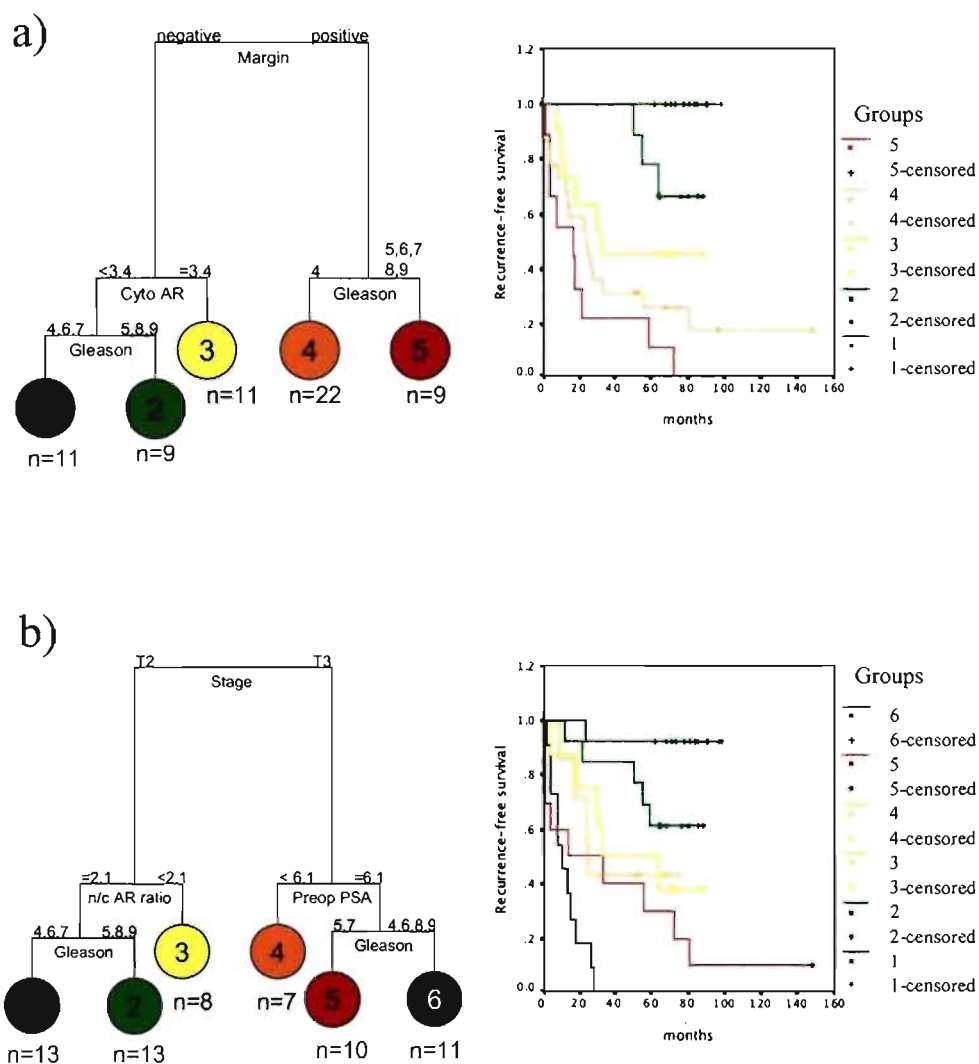 a)
negative positive
Margin
<3.4 =3.4
Cyto AR
4,6,7 5,8,9
Gleason
4 5,6,7
8,9
Gleason
3
4
5
2
n=11
n=22
n=9
n=11
n=9
1.2
1.0
.8
.6
.4
.2
0.0
Recurrence-free survival
0 20 40 60 80 100 120 140 160
months
Groups
5
5-censored
4
4-censored
3
3-censored
2
2-censored
1
1-censored
b)
T2 T3
Stage
=2.1 <2.1
n/c AR ratio
4,6,7 5,8,9
Gleason
< 6.1 =6.1
Preop PSA
5,7 4,6,8,9
Gleason
3
4
2
5
6
n=8
n=7
n=13
n=13
n=10
n=11
1.2
1.0
.8
.6
.4
.2
0.0
Recurrence-free survival
0 20 40 60 80 100 120 140 160
months
Groups
6
6-censored
5
5-censored
4
4-censored
3
3-censored
2
2-censored
1
1-censored